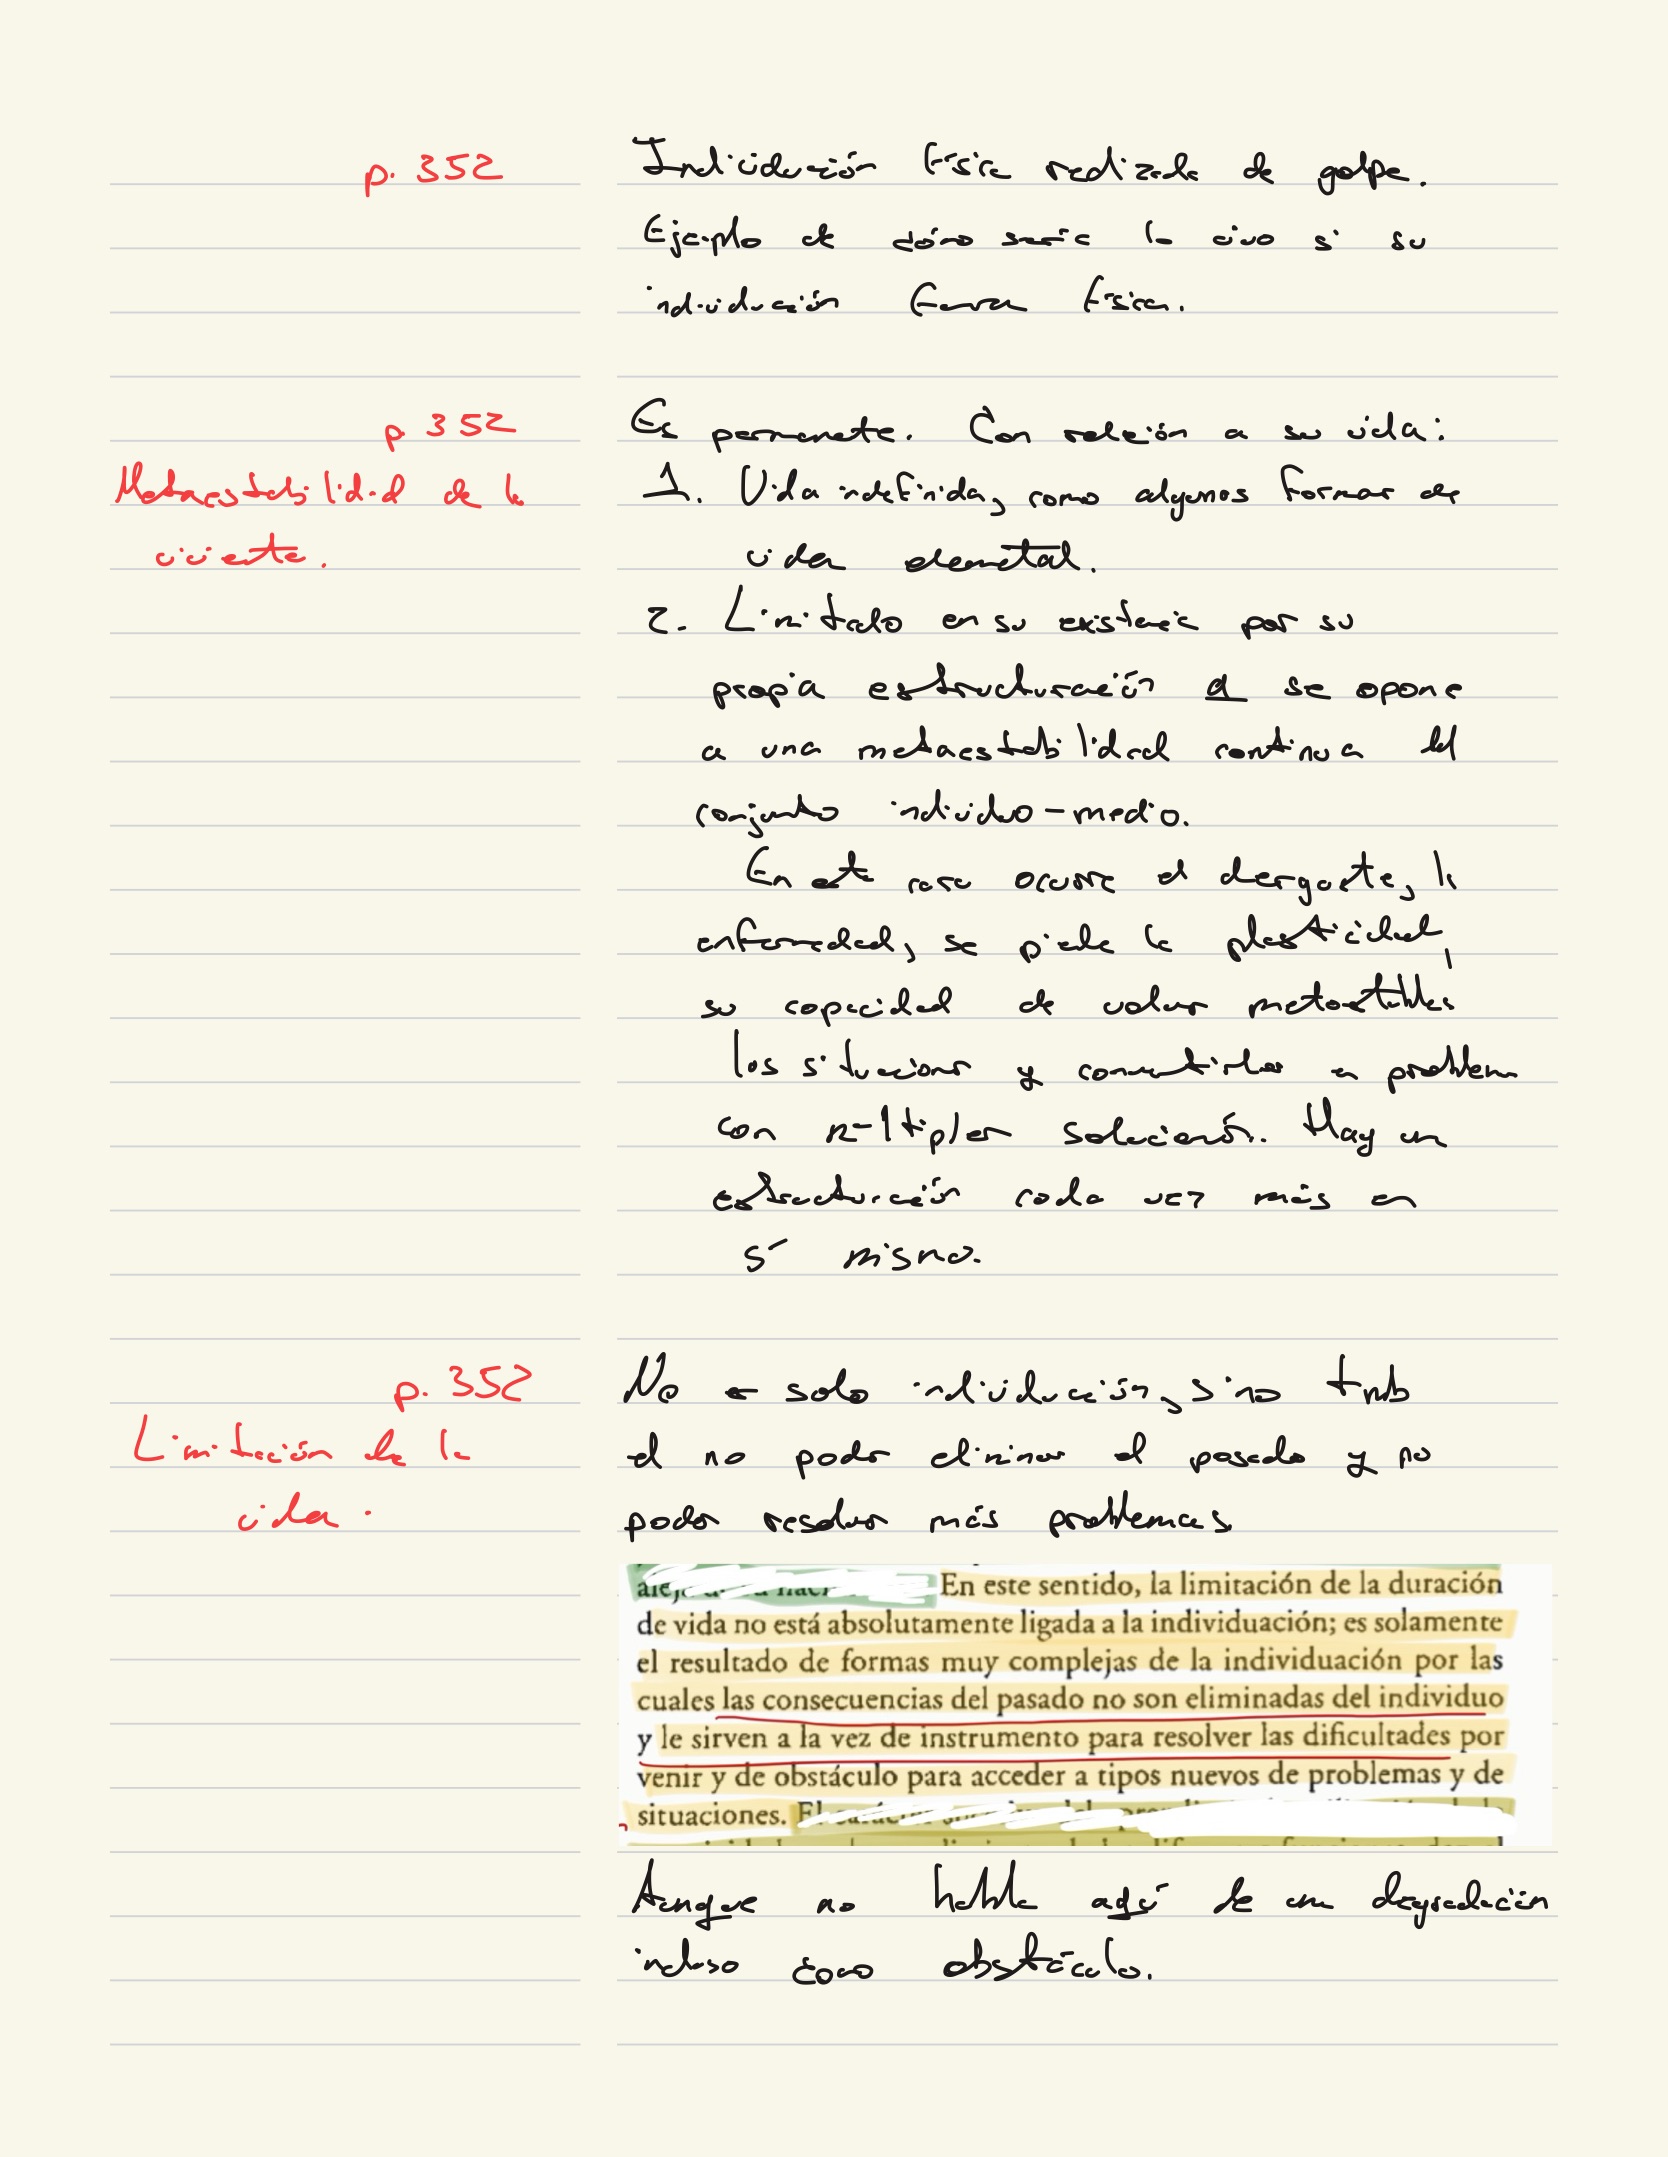 p. 352
Individuación física realizada de golpe.
Ejemplo de cómo sería lo vivo si su
individuación fuera física.
p 352
Es permanente. Con relación a su vida:
Metaestabilidad de lo
1. Vida indefinida, como algunas formas de
viviente.
vida elemental.
2. Limitado en su existencia por su
propia estructuración q se opone
a una metaestabilidad continua del
conjunto individuo-medio.
En este caso ocurre el desgaste, la
enfermedad, se pierde la plasticidad,
su capacidad de volver metaestables
las situaciones y convertirlas en problemas
con múltiples soluciones. Hay una
estructuración cada vez más en
sí mismo.
p. 352
No es solo individuación, sino tmb
Limitación de la
el no poder eliminar el pasado y no
vida.
poder resolver más problemas
En este sentido, la limitación de la duración
de vida no está absolutamente ligada a la individuación; es solamente
el resultado de formas muy complejas de la individuación por las
cuales las consecuencias del pasado no son eliminadas del individuo
y le sirven a la vez de instrumento para resolver las dificultades por
venir y de obstáculo para acceder a tipos nuevos de problemas y de
situaciones.
Aunque no habla aquí de una degradación
incluso como obstáculo.